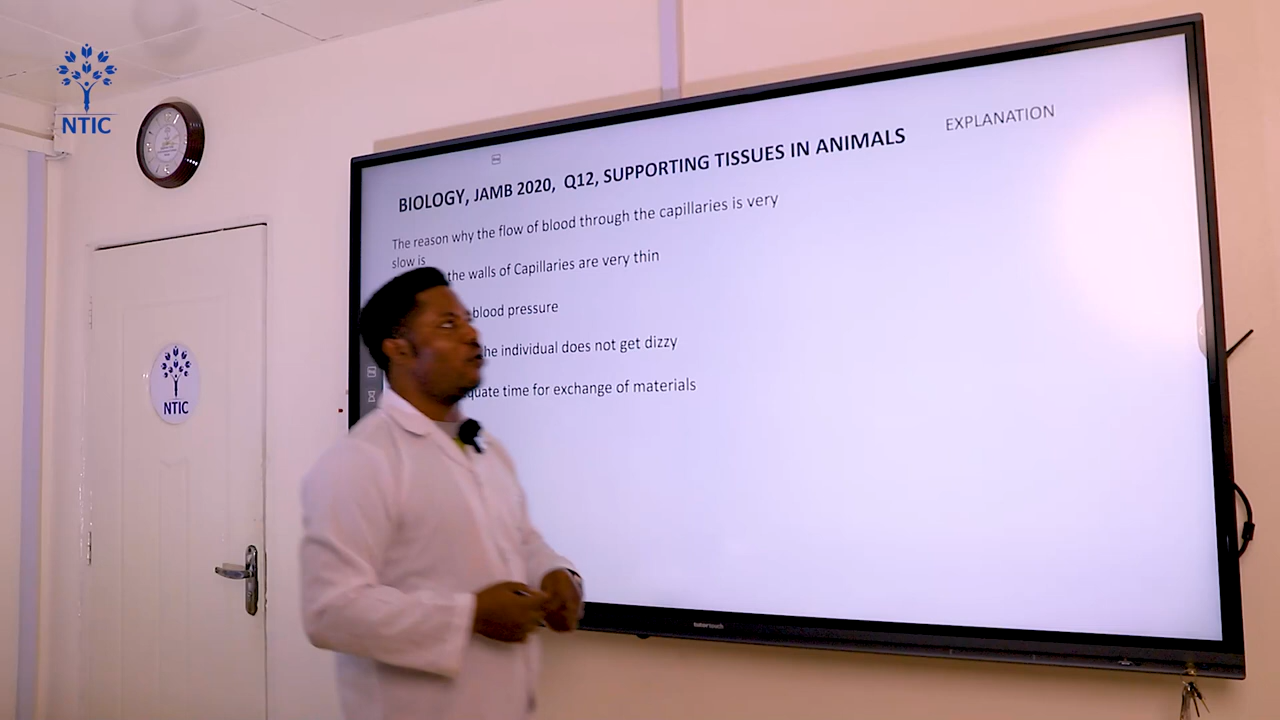 NTIC
BIOLOGY, JAMB 2020, Q12, SUPPORTING TISSUES IN ANIMALS
EXPLANATION
The reason why the flow of blood through the capillaries is very
slow is
the walls of Capillaries are very thin
blood pressure
individual does not get dizzy
time for exchange of materials
NTIC